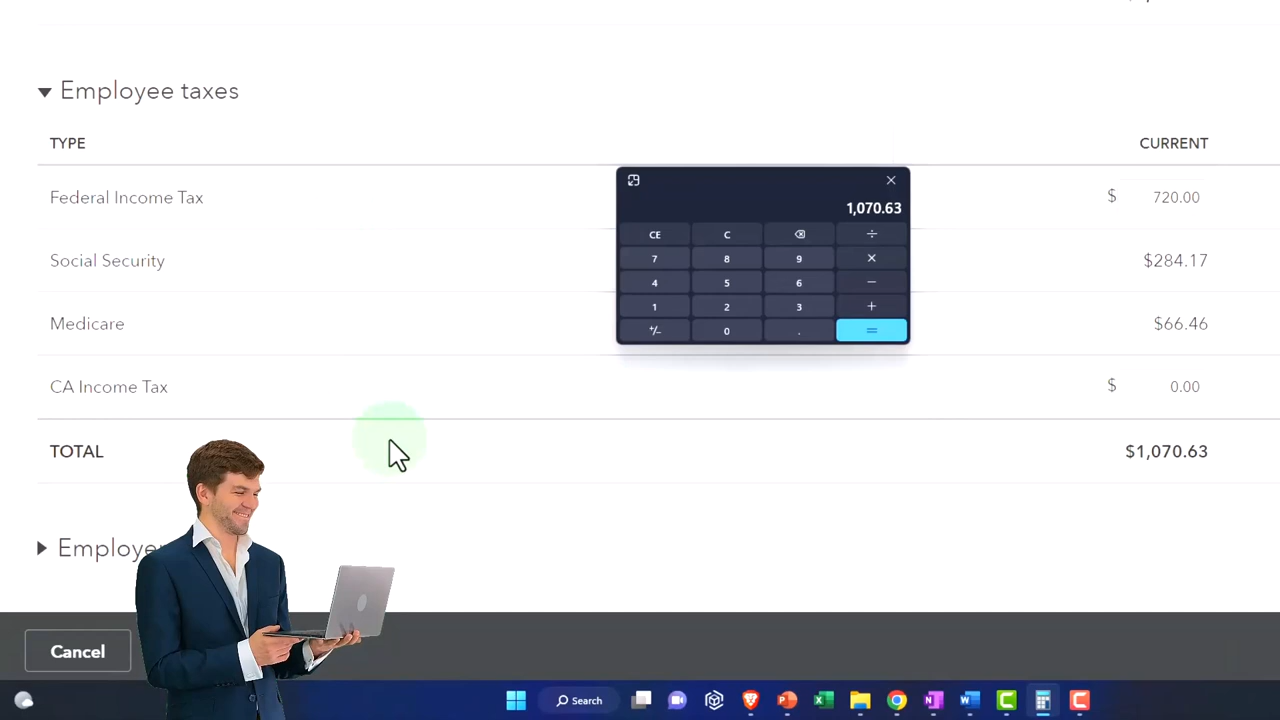 Employee taxes
TYPE CURRENT
1,070.63
Federal Income Tax $ 720.00
CE C ⌫ ÷
7 8 9 ×
Social Security $284.17
4 5 6 −
1 2 3 +
Medicare $66.46
+/− 0 . =
CA Income Tax $ 0.00
TOTAL $1,070.63
Cancel
Search